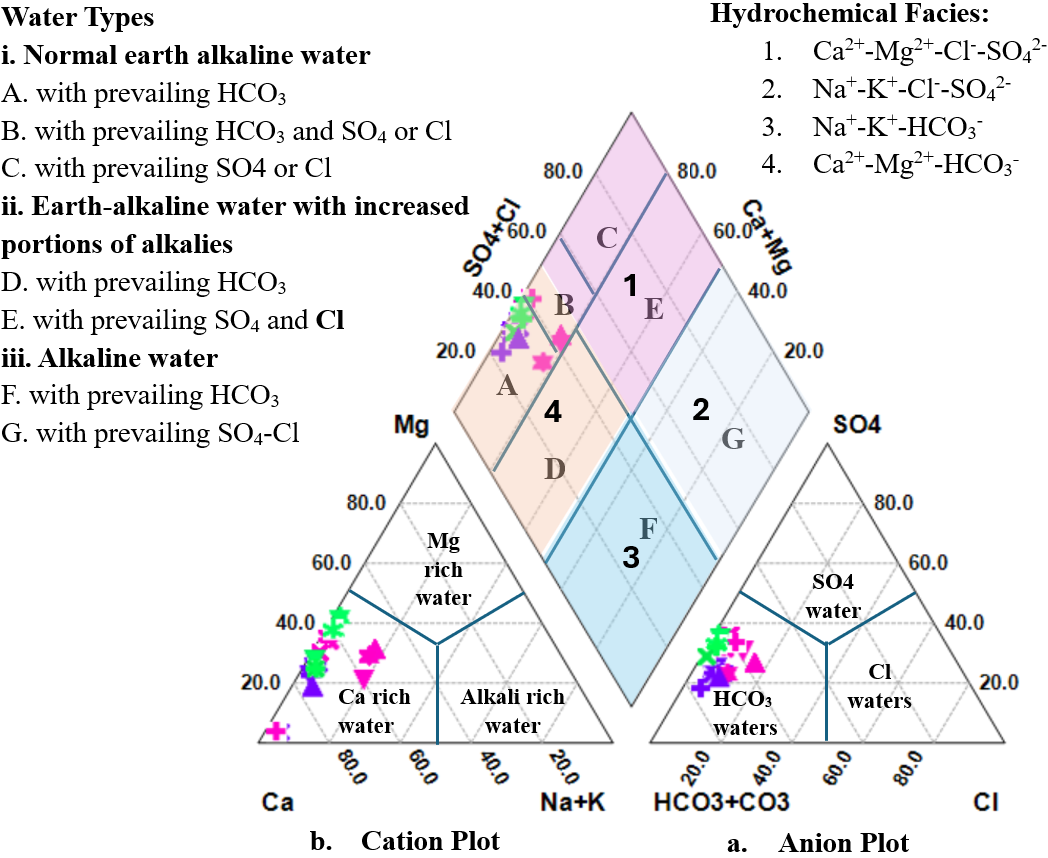 Water Types
i. Normal earth alkaline water
A. with prevailing HCO₃
B. with prevailing HCO₃ and SO₄ or Cl
C. with prevailing SO4 or Cl
ii. Earth-alkaline water with increased
portions of alkalies
D. with prevailing HCO₃
E. with prevailing SO₄ and Cl
iii. Alkaline water
F. with prevailing HCO₃
G. with prevailing SO₄-Cl
Hydrochemical Facies:
1. Ca²⁺-Mg²⁺-Cl⁻-SO₄²⁻
2. Na⁺-K⁺-Cl⁻-SO₄²⁻
3. Na⁺-K⁺-HCO₃⁻
4. Ca²⁺-Mg²⁺-HCO₃⁻
80.0 80.0
SO4+Cl
Ca+Mg
60.0 60.0
40.0 40.0
20.0 20.0
C
1
B
E
A
4
2
G
D
F
3
Mg
80.0
60.0
40.0
20.0
Mg
rich
water
Ca rich
water
Alkali rich
water
80.0 60.0 40.0 20.0
Ca Na+K
b. Cation Plot
SO4
80.0
60.0
40.0
20.0
SO4
water
Cl
waters
HCO₃
waters
20.0 40.0 60.0 80.0
HCO3+CO3 Cl
a. Anion Plot